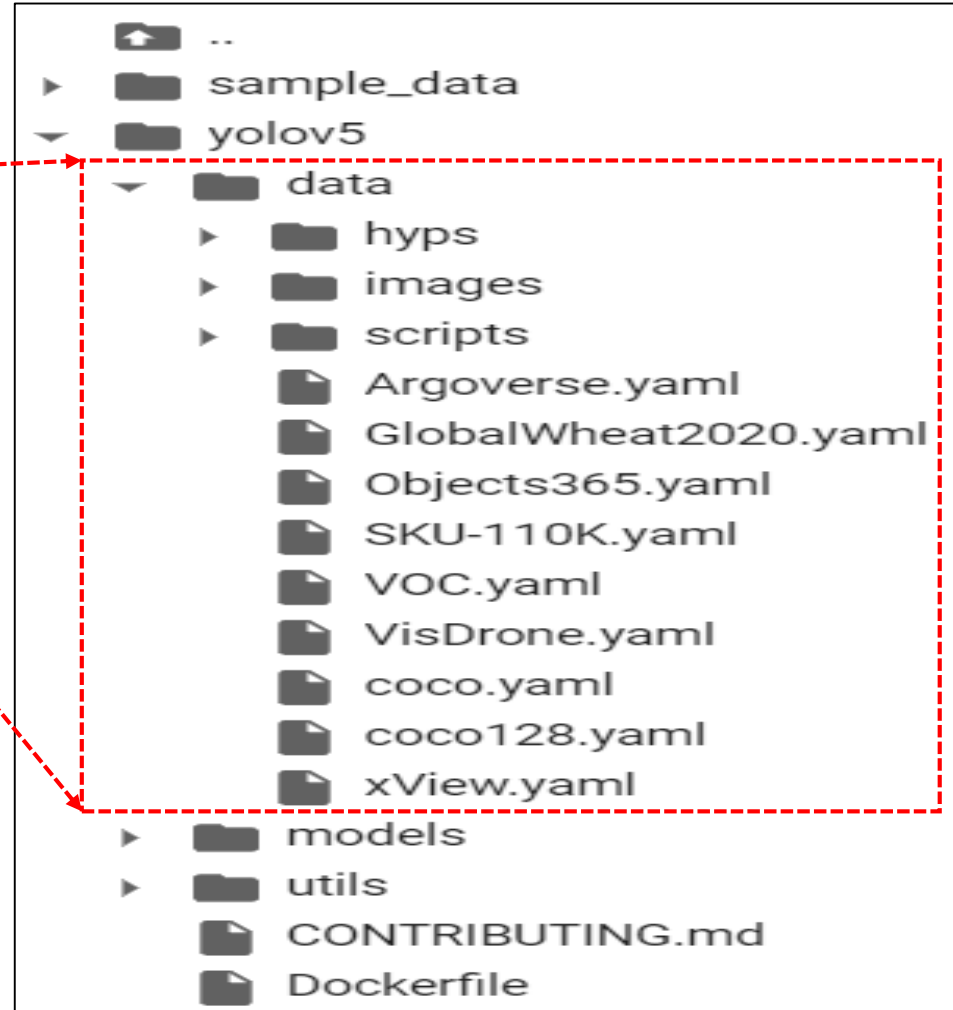 ..
sample_data
yolov5
data
hyps
images
scripts
Argoverse.yaml
GlobalWheat2020.yaml
Objects365.yaml
SKU-110K.yaml
VOC.yaml
VisDrone.yaml
coco.yaml
coco128.yaml
xView.yaml
models
utils
CONTRIBUTING.md
Dockerfile